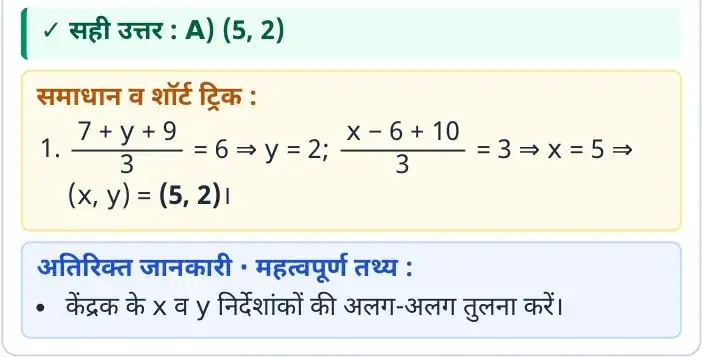 ✓ सही उत्तर : A) (5, 2)
समाधान व शॉर्ट ट्रिक :
1. (7 + y + 9)/3 = 6 ⇒ y = 2; (x − 6 + 10)/3 = 3 ⇒ x = 5 ⇒
(x, y) = (5, 2)।
अतिरिक्त जानकारी · महत्वपूर्ण तथ्य :
• केंद्रक के x व y निर्देशांकों की अलग-अलग तुलना करें।